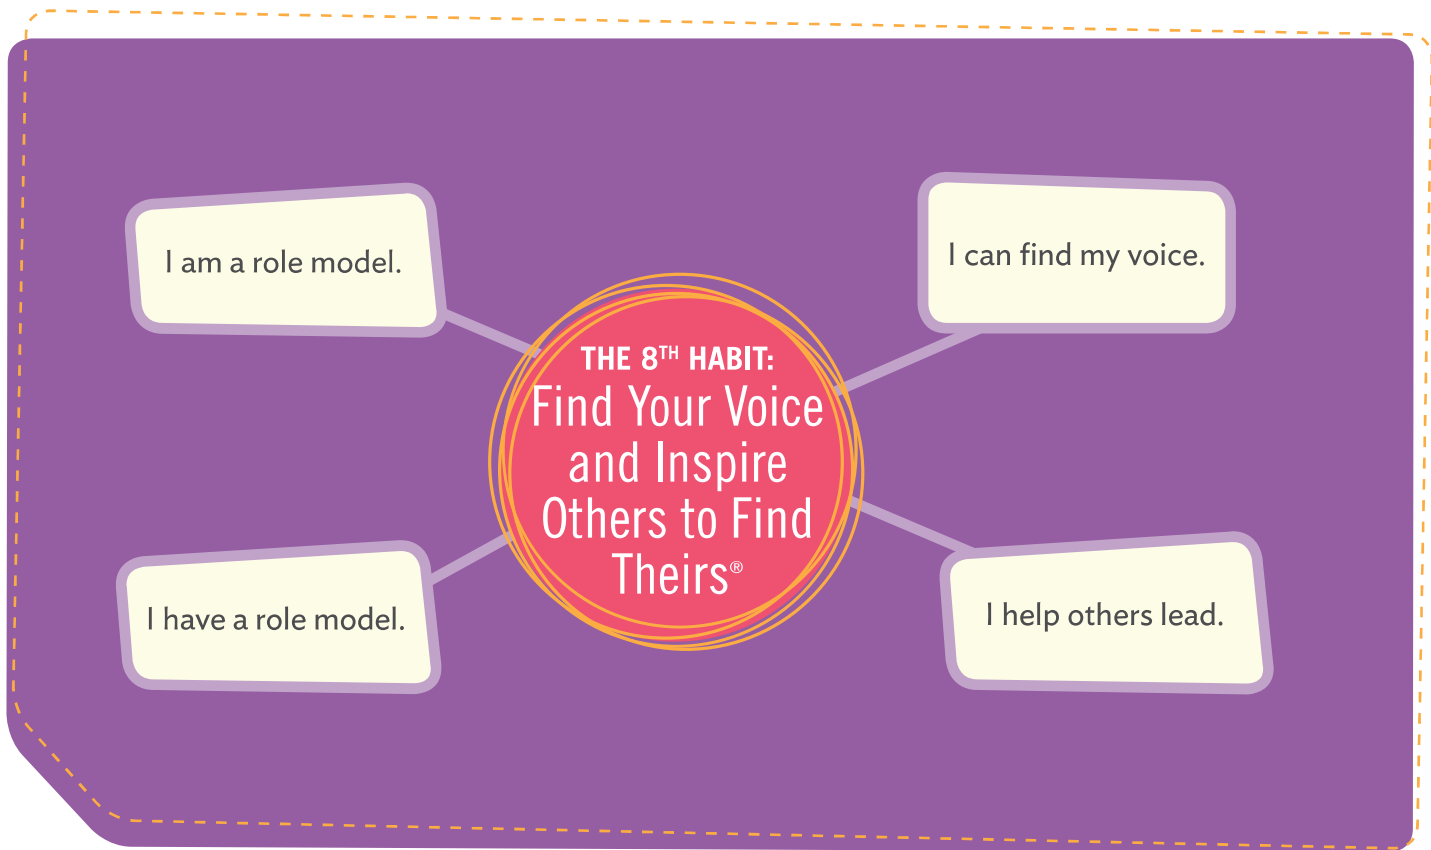 I am a role model.
I can find my voice.
THE 8TH HABIT:
Find Your Voice
and Inspire
Others to Find
Theirs®
I have a role model.
I help others lead.